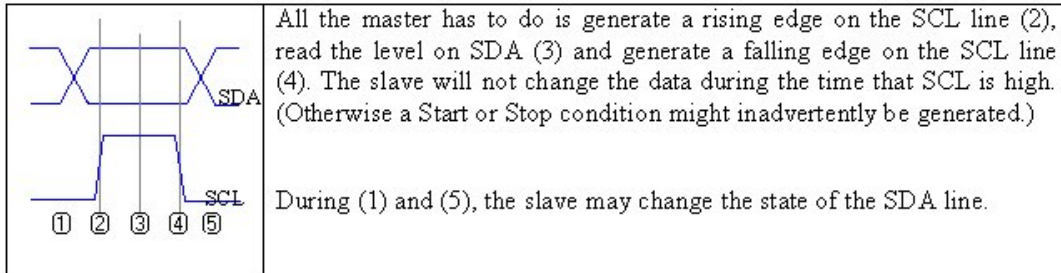 All the master has to do is generate a rising edge on the SCL line (2),
read the level on SDA (3) and generate a falling edge on the SCL line
(4). The slave will not change the data during the time that SCL is high.
(Otherwise a Start or Stop condition might inadvertently be generated.)
During (1) and (5), the slave may change the state of the SDA line.
SDA
SCL
1 2 3 4 5